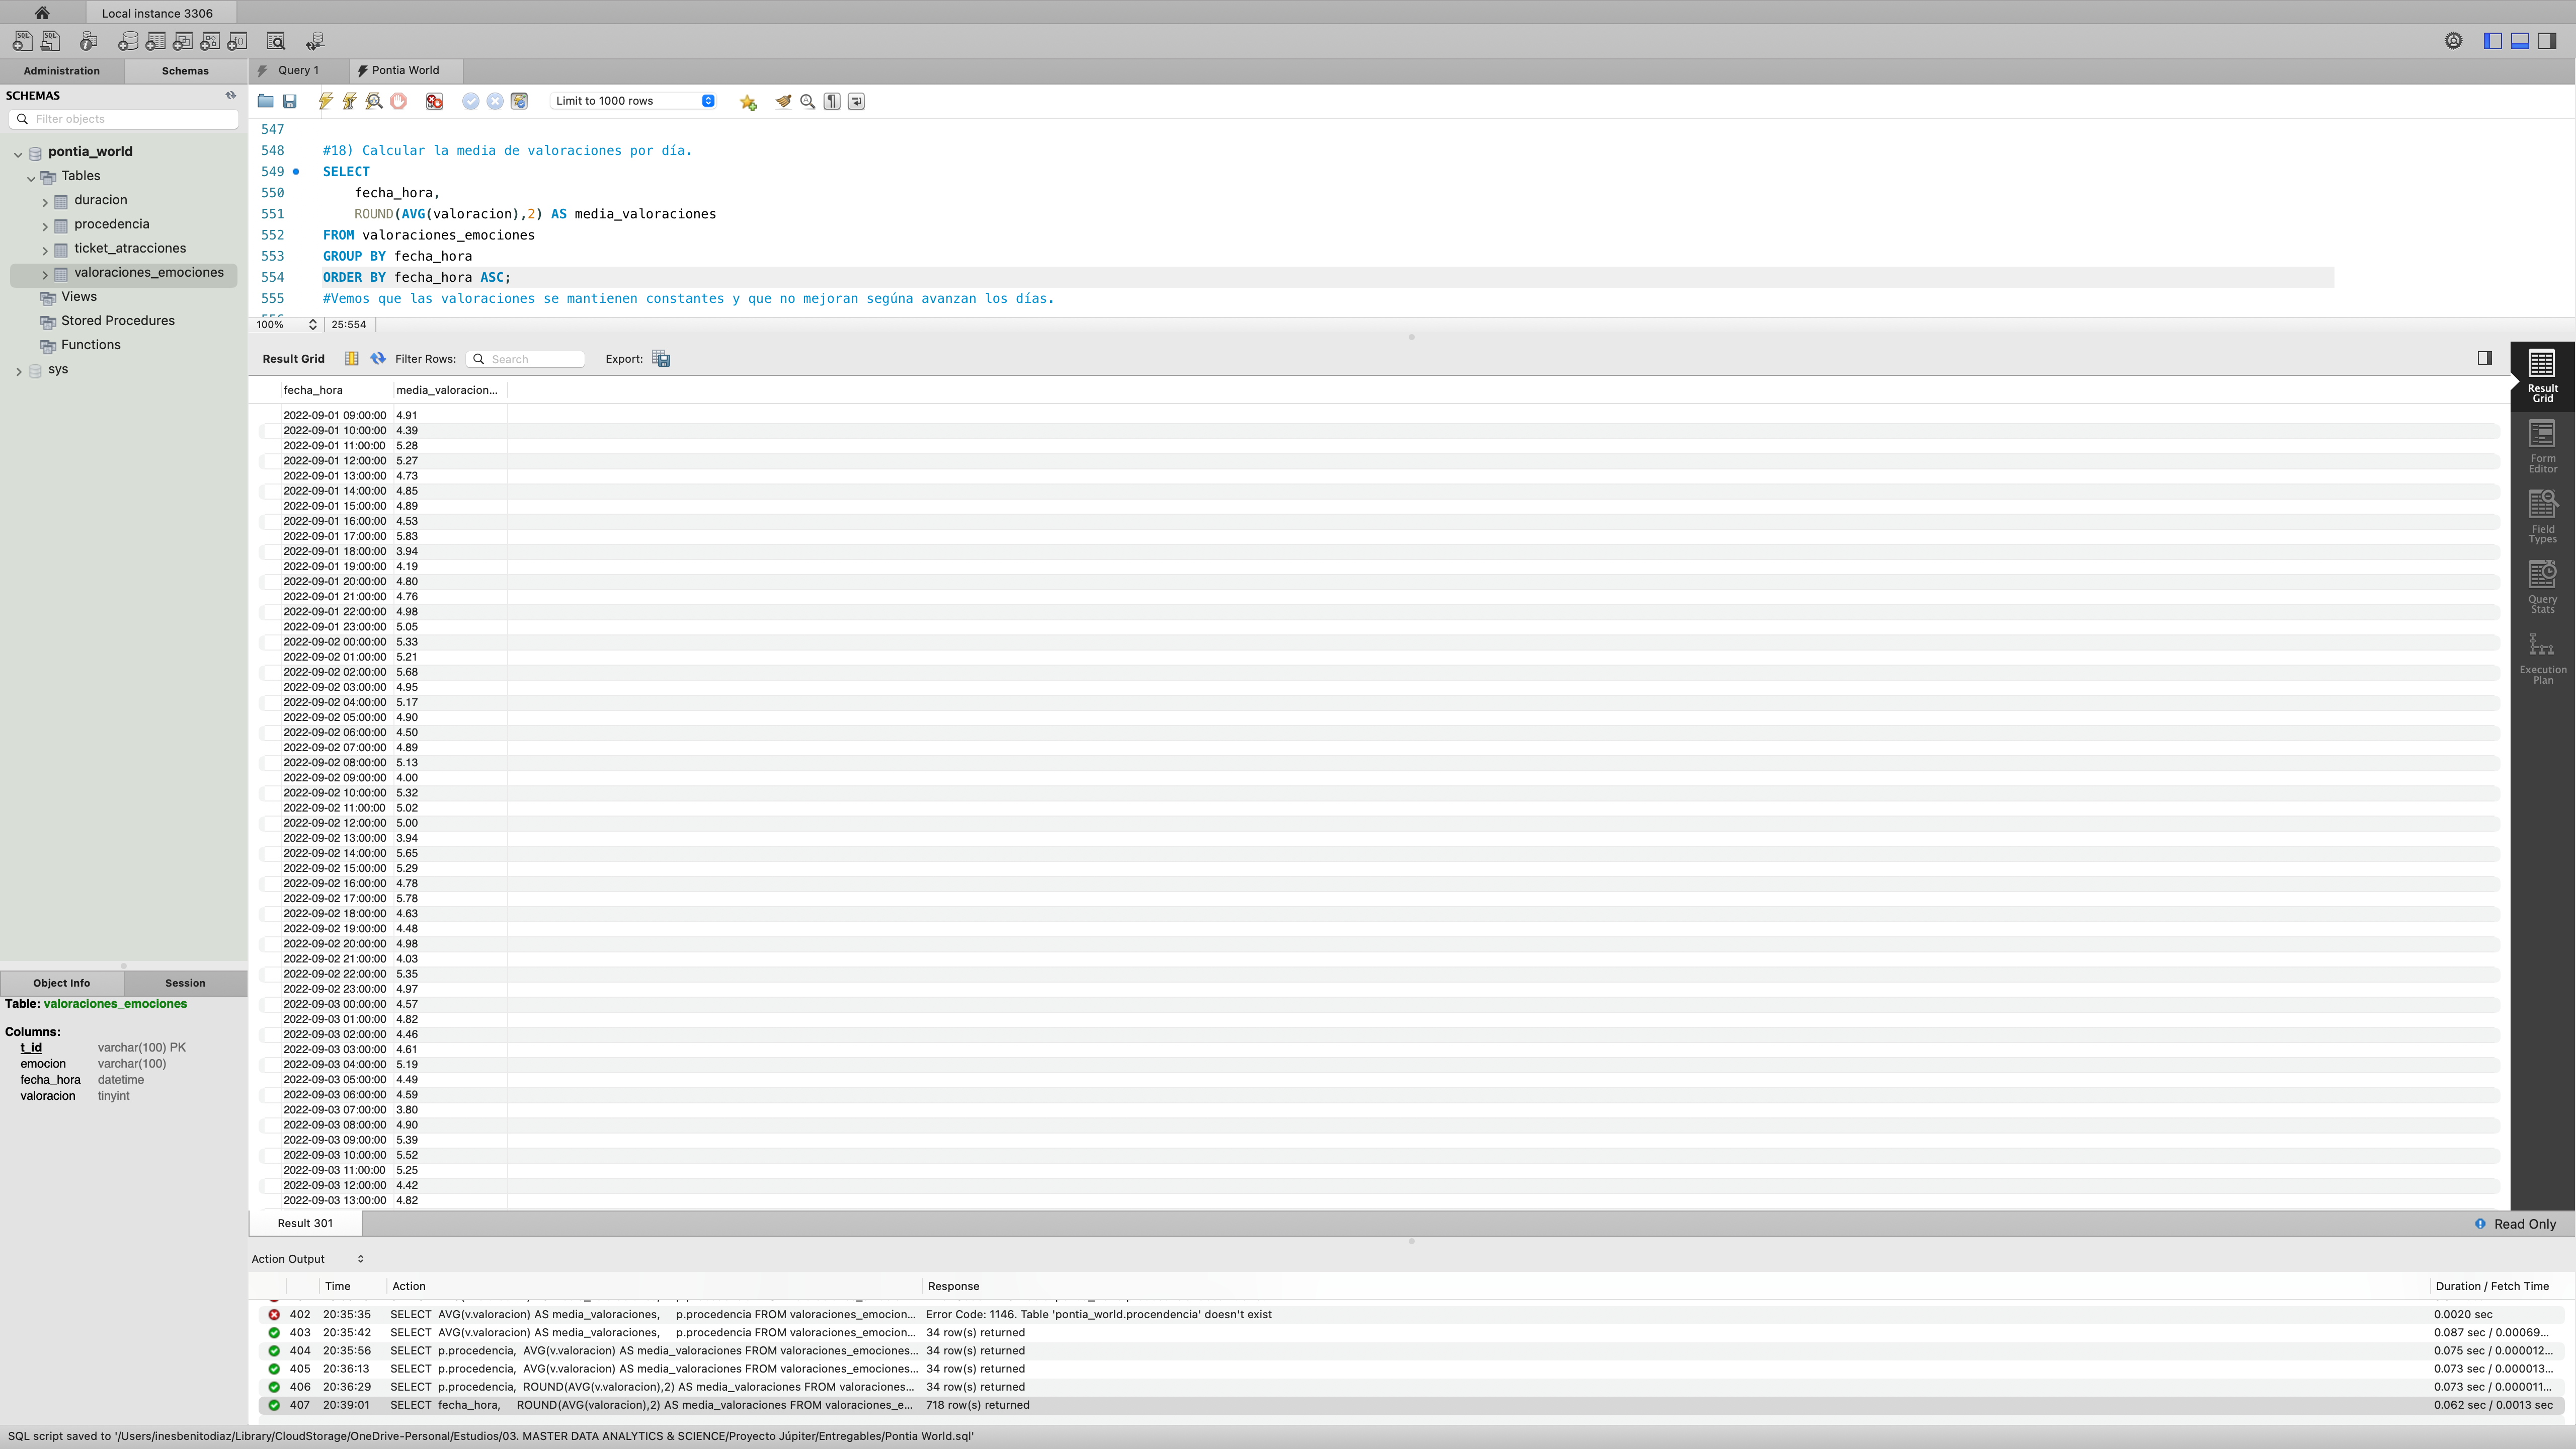 Local instance 3306
Administration
Schemas
Query 1
Pontia World
SCHEMAS
Filter objects
pontia_world
Tables
duracion
procedencia
ticket_atracciones
valoraciones_emociones
Views
Stored Procedures
Functions
sys
Limit to 1000 rows
547
548 #18) Calcular la media de valoraciones por día.
549 SELECT
550 fecha_hora,
551 ROUND(AVG(valoracion),2) AS media_valoraciones
552 FROM valoraciones_emociones
553 GROUP BY fecha_hora
554 ORDER BY fecha_hora ASC;
555 #Vemos que las valoraciones se mantienen constantes y que no mejoran segúna avanzan los días.
100% 25:554
Result Grid Filter Rows: Search Export:
fecha_hora media_valoracion...
2022-09-01 09:00:00 4.91
2022-09-01 10:00:00 4.39
2022-09-01 11:00:00 5.28
2022-09-01 12:00:00 5.27
2022-09-01 13:00:00 4.73
2022-09-01 14:00:00 4.85
2022-09-01 15:00:00 4.89
2022-09-01 16:00:00 4.53
2022-09-01 17:00:00 5.83
2022-09-01 18:00:00 3.94
2022-09-01 19:00:00 4.19
2022-09-01 20:00:00 4.80
2022-09-01 21:00:00 4.76
2022-09-01 22:00:00 4.98
2022-09-01 23:00:00 5.05
2022-09-02 00:00:00 5.33
2022-09-02 01:00:00 5.21
2022-09-02 02:00:00 5.68
2022-09-02 03:00:00 4.95
2022-09-02 04:00:00 5.17
2022-09-02 05:00:00 4.90
2022-09-02 06:00:00 4.50
2022-09-02 07:00:00 4.89
2022-09-02 08:00:00 5.13
2022-09-02 09:00:00 4.00
2022-09-02 10:00:00 5.32
2022-09-02 11:00:00 5.02
2022-09-02 12:00:00 5.00
2022-09-02 13:00:00 3.94
2022-09-02 14:00:00 5.65
2022-09-02 15:00:00 5.29
2022-09-02 16:00:00 4.78
2022-09-02 17:00:00 5.78
2022-09-02 18:00:00 4.63
2022-09-02 19:00:00 4.48
2022-09-02 20:00:00 4.98
2022-09-02 21:00:00 4.03
2022-09-02 22:00:00 5.35
2022-09-02 23:00:00 4.97
2022-09-03 00:00:00 4.57
2022-09-03 01:00:00 4.82
2022-09-03 02:00:00 4.46
2022-09-03 03:00:00 4.61
2022-09-03 04:00:00 5.19
2022-09-03 05:00:00 4.49
2022-09-03 06:00:00 4.59
2022-09-03 07:00:00 3.80
2022-09-03 08:00:00 4.90
2022-09-03 09:00:00 5.39
2022-09-03 10:00:00 5.52
2022-09-03 11:00:00 5.25
2022-09-03 12:00:00 4.42
2022-09-03 13:00:00 4.82
Result
Grid
Form
Editor
Field
Types
Query
Stats
Execution
Plan
Result 301
Read Only
Object Info
Session
Table: valoraciones_emociones
Columns:
t_id varchar(100) PK
emocion varchar(100)
fecha_hora datetime
valoracion tinyint
Action Output
Time Action Response Duration / Fetch Time
402 20:35:35 SELECT AVG(v.valoracion) AS media_valoraciones, p.procedencia FROM valoraciones_emocion... Error Code: 1146. Table 'pontia_world.procendencia' doesn't exist 0.0020 sec
403 20:35:42 SELECT AVG(v.valoracion) AS media_valoraciones, p.procedencia FROM valoraciones_emocion... 34 row(s) returned 0.087 sec / 0.00069...
404 20:35:56 SELECT p.procedencia, AVG(v.valoracion) AS media_valoraciones FROM valoraciones_emociones... 34 row(s) returned 0.075 sec / 0.000012...
405 20:36:13 SELECT p.procedencia, AVG(v.valoracion) AS media_valoraciones FROM valoraciones_emociones... 34 row(s) returned 0.073 sec / 0.000013...
406 20:36:29 SELECT p.procedencia, ROUND(AVG(v.valoracion),2) AS media_valoraciones FROM valoraciones... 34 row(s) returned 0.073 sec / 0.000011...
407 20:39:01 SELECT fecha_hora, ROUND(AVG(valoracion),2) AS media_valoraciones FROM valoraciones_e... 718 row(s) returned 0.062 sec / 0.0013 sec
SQL script saved to '/Users/inesbenitodiaz/Library/CloudStorage/OneDrive-Personal/Estudios/03. MASTER DATA ANALYTICS & SCIENCE/Proyecto Júpiter/Entregables/Pontia World.sql'